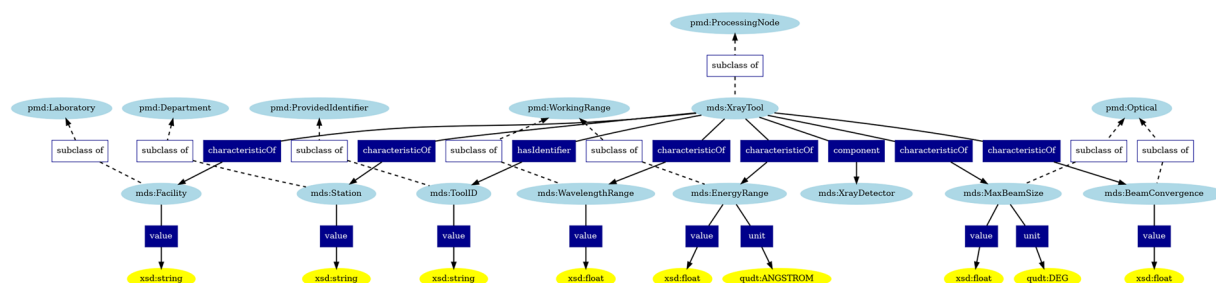 pmd:ProcessingNode
subclass of
pmd:Laboratory
pmd:Department
pmd:ProvidedIdentifier
pmd:WorkingRange
mds:XrayTool
pmd:Optical
subclass of
characteristicOf
subclass of
characteristicOf
subclass of
hasIdentifier
subclass of
characteristicOf
subclass of
characteristicOf
component
characteristicOf
characteristicOf
subclass of
subclass of
mds:Facility
mds:Station
mds:ToolID
mds:WavelengthRange
mds:EnergyRange
mds:XrayDetector
mds:MaxBeamSize
mds:BeamConvergence
value
value
value
value
value
unit
value
unit
value
xsd:string
xsd:string
xsd:string
xsd:float
xsd:float
qudt:ANGSTROM
xsd:float
qudt:DEG
xsd:float